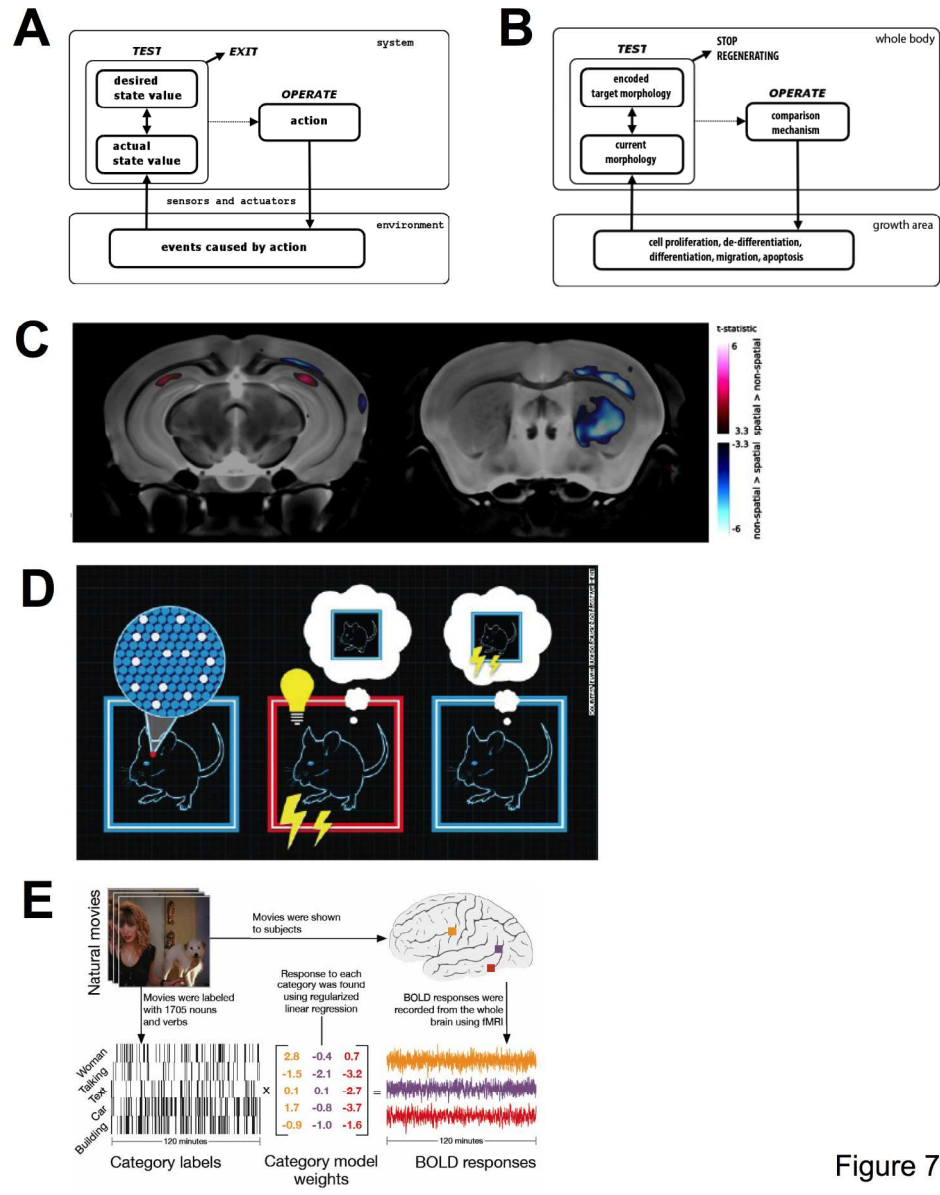 A
system
TEST
EXIT
desired
state value
OPERATE
action
actual
state value
sensors and actuators
environment
events caused by action
B
whole body
TEST
STOP
REGENERATING
encoded
target morphology
OPERATE
comparison
mechanism
current
morphology
growth area
cell proliferation, de-differentiation,
differentiation, migration, apoptosis
C
t-statistic
6
3.3
spatial > non-spatial
-3.3
-6
non-spatial > spatial
D
E
Natural movies
Movies were shown
to subjects
Movies were labeled
with 1705 nouns
and verbs
Response to each
category was found
using regularized
linear regression
BOLD responses were
recorded from the whole
brain using fMRI
Woman
Talking
Text
Car
Building
x
2.8 -0.4 0.7
-1.5 -2.1 -3.2
0.1 0.1 -2.7
1.7 -0.8 -3.7
-0.9 -1.0 -1.6
=
120 minutes
120 minutes
Category labels
Category model
weights
BOLD responses
Figure 7